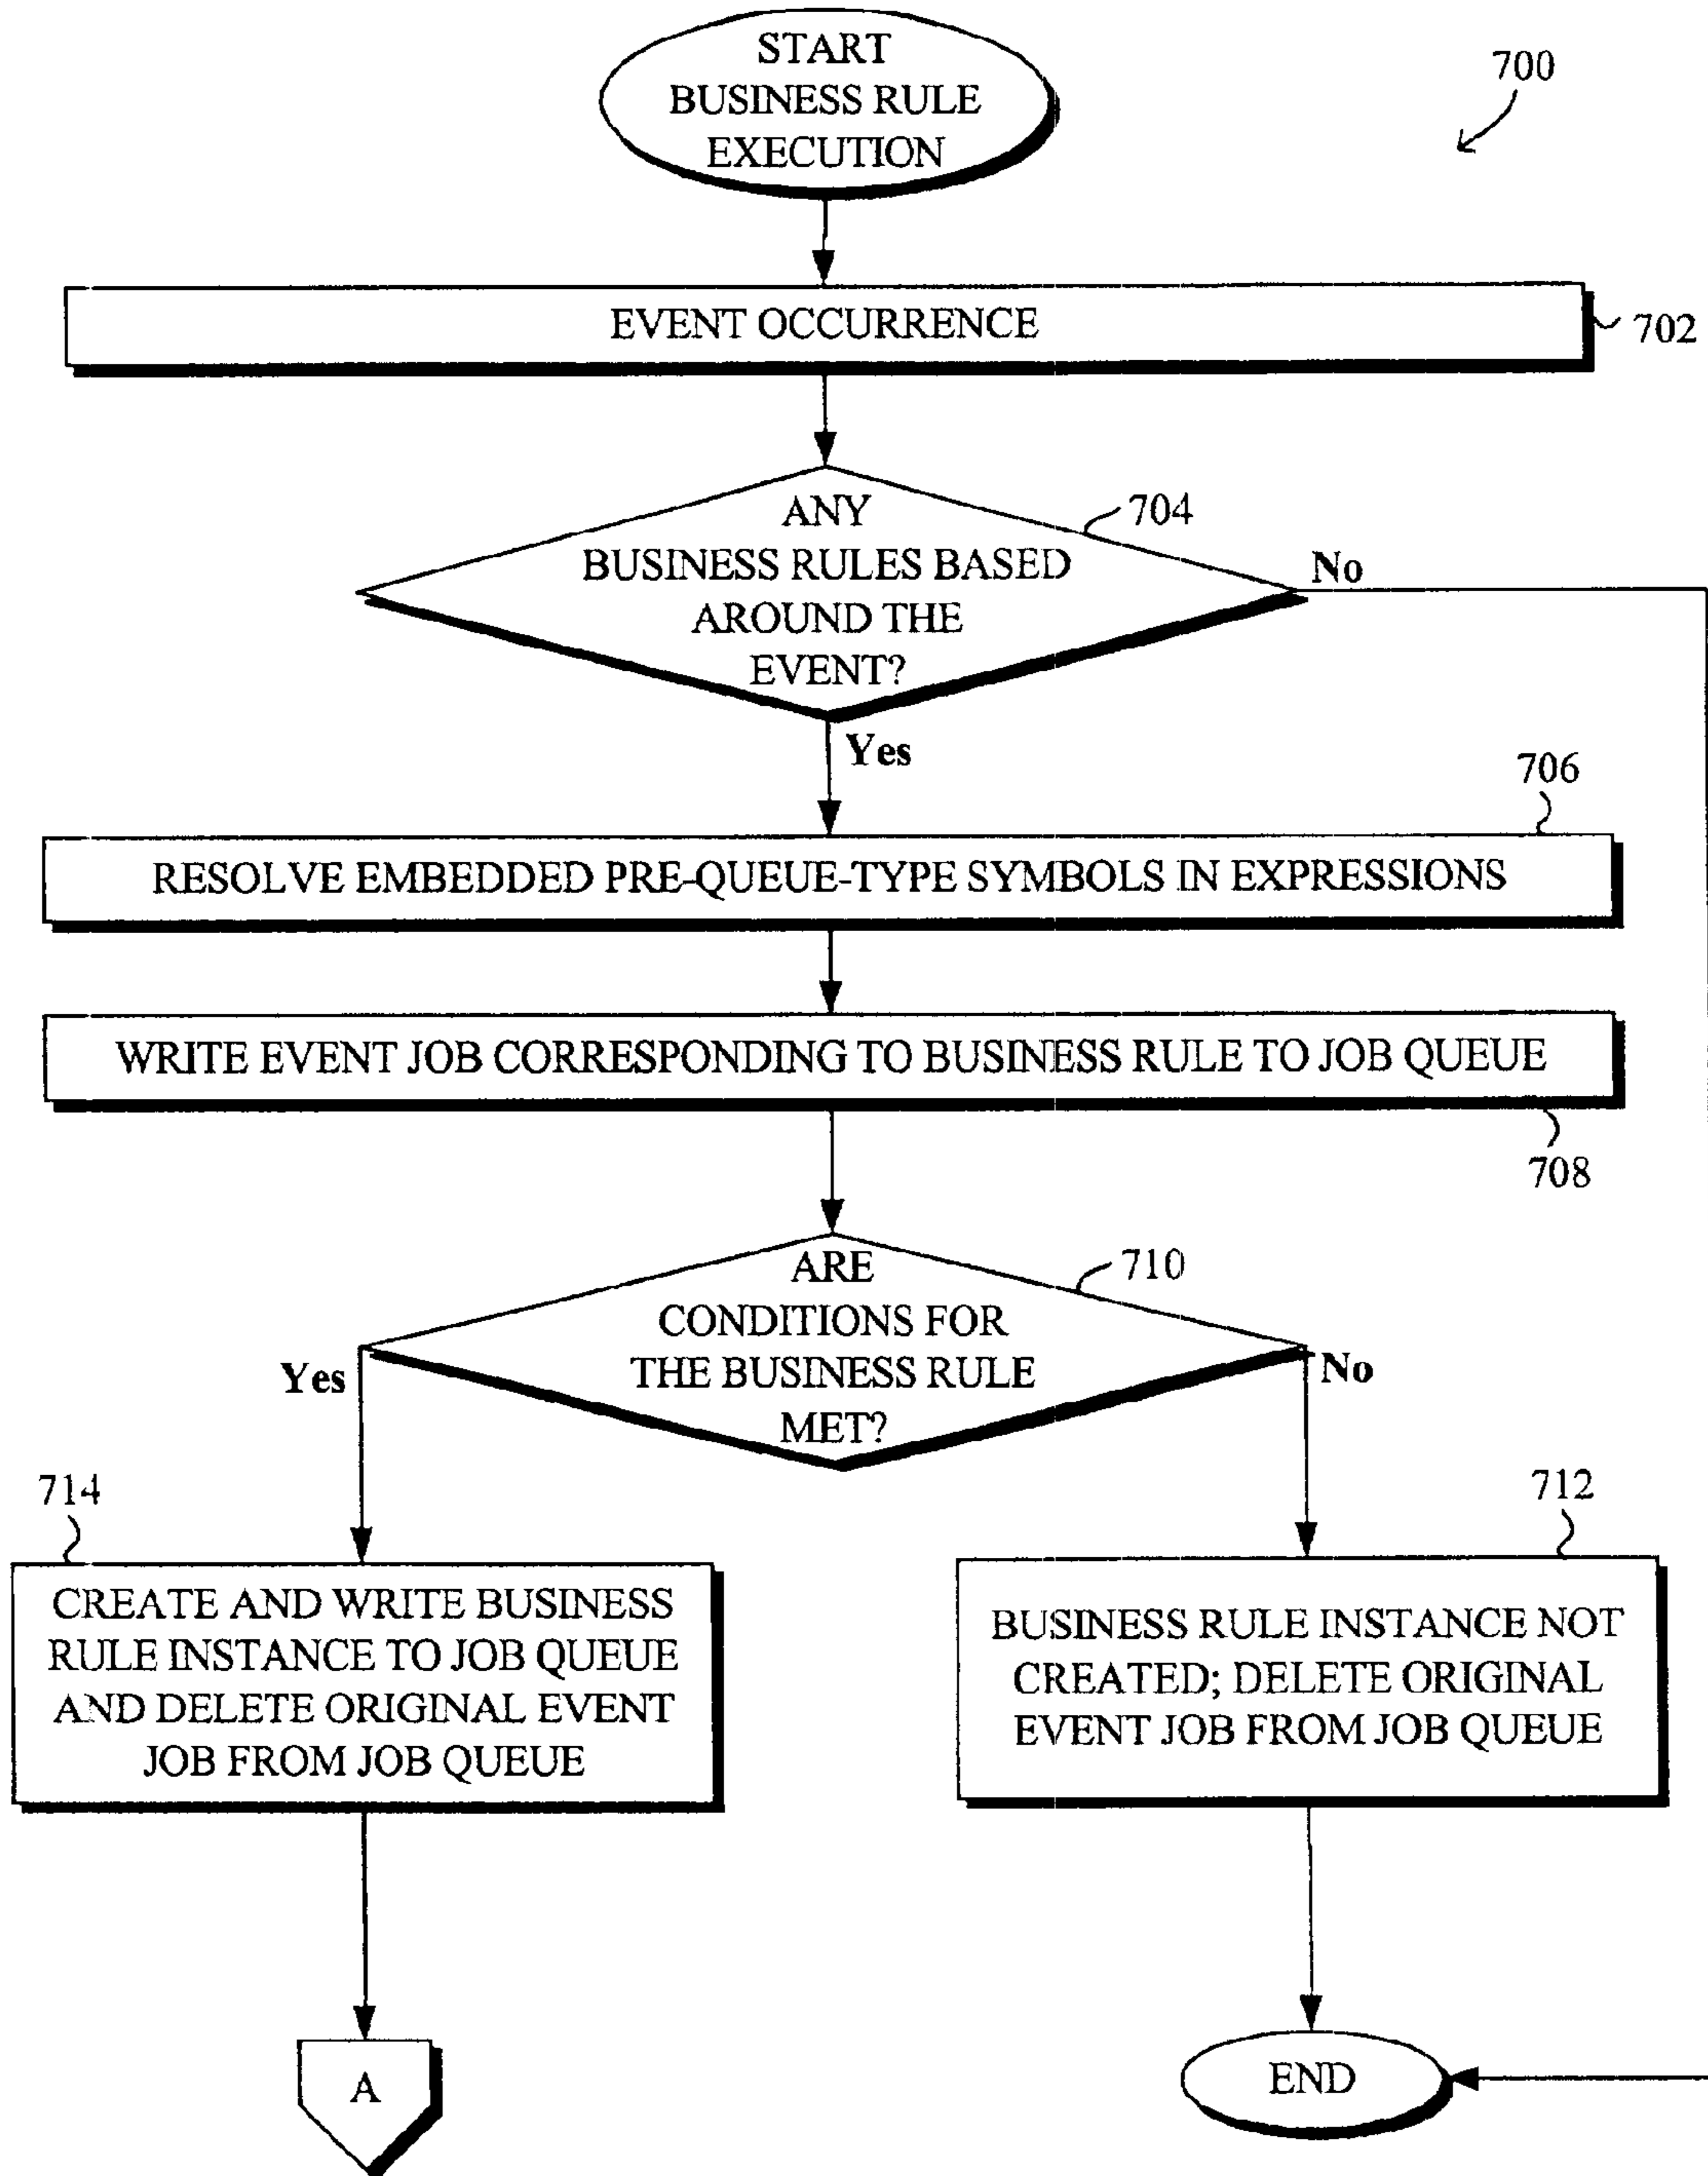 START
BUSINESS RULE
EXECUTION
700
EVENT OCCURRENCE
702
ANY
BUSINESS RULES BASED
AROUND THE
EVENT?
704
No
Yes
706
RESOLVE EMBEDDED PRE-QUEUE-TYPE SYMBOLS IN EXPRESSIONS
WRITE EVENT JOB CORRESPONDING TO BUSINESS RULE TO JOB QUEUE
708
ARE
CONDITIONS FOR
THE BUSINESS RULE
MET?
710
Yes
No
714
CREATE AND WRITE BUSINESS
RULE INSTANCE TO JOB QUEUE
AND DELETE ORIGINAL EVENT
JOB FROM JOB QUEUE
712
BUSINESS RULE INSTANCE NOT
CREATED; DELETE ORIGINAL
EVENT JOB FROM JOB QUEUE
A
END